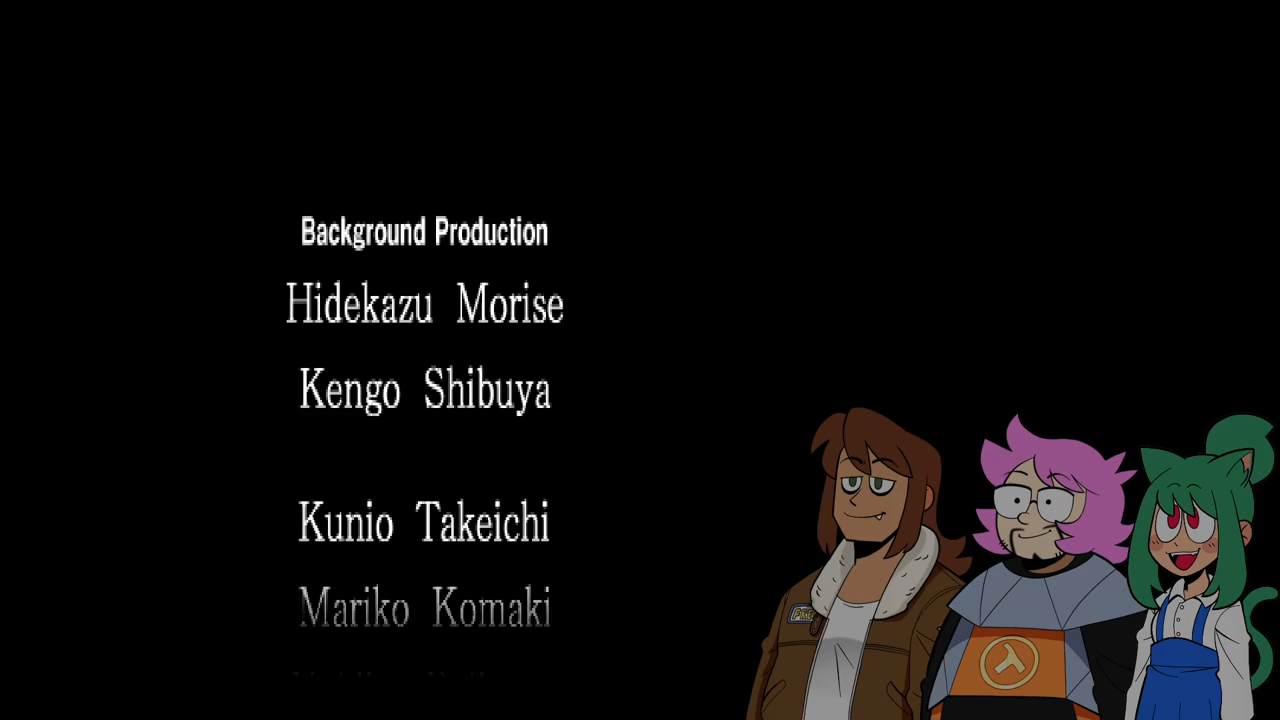 Background Production
Hidekazu Morise
Kengo Shibuya
Kunio Takeichi
Mariko Komaki